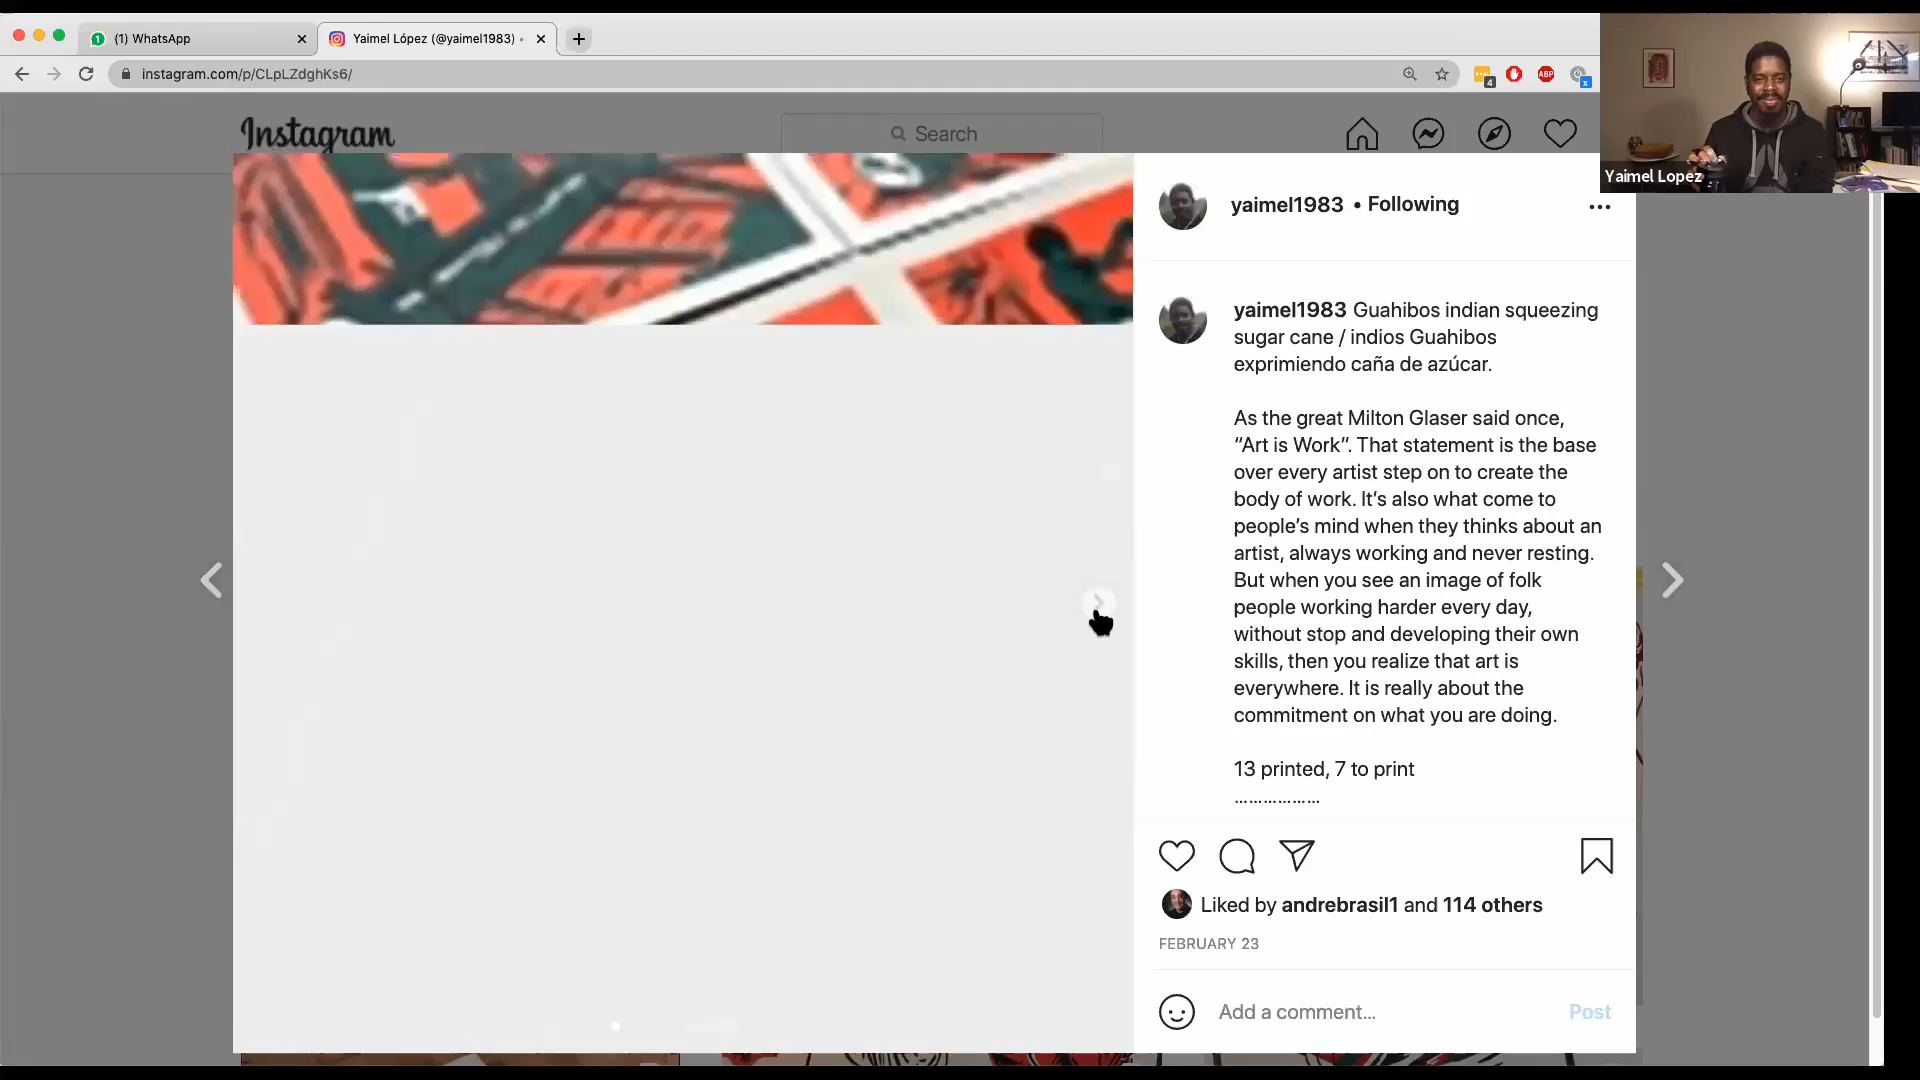 (1) WhatsApp
Yaimel López (@yaimel1983) •
instagram.com/p/CLpLZdghKs6/
4
ABP
x
Instagram
Search
Yaimel Lopez
yaimel1983 • Following
yaimel1983 Guahibos indian squeezing
sugar cane / indios Guahibos
exprimiendo caña de azúcar.
As the great Milton Glaser said once,
“Art is Work”. That statement is the base
over every artist step on to create the
body of work. It’s also what come to
people’s mind when they thinks about an
artist, always working and never resting.
But when you see an image of folk
people working harder every day,
without stop and developing their own
skills, then you realize that art is
everywhere. It is really about the
commitment on what you are doing.
13 printed, 7 to print
………………
Liked by andrebrasil1 and 114 others
FEBRUARY 23
Add a comment...
Post